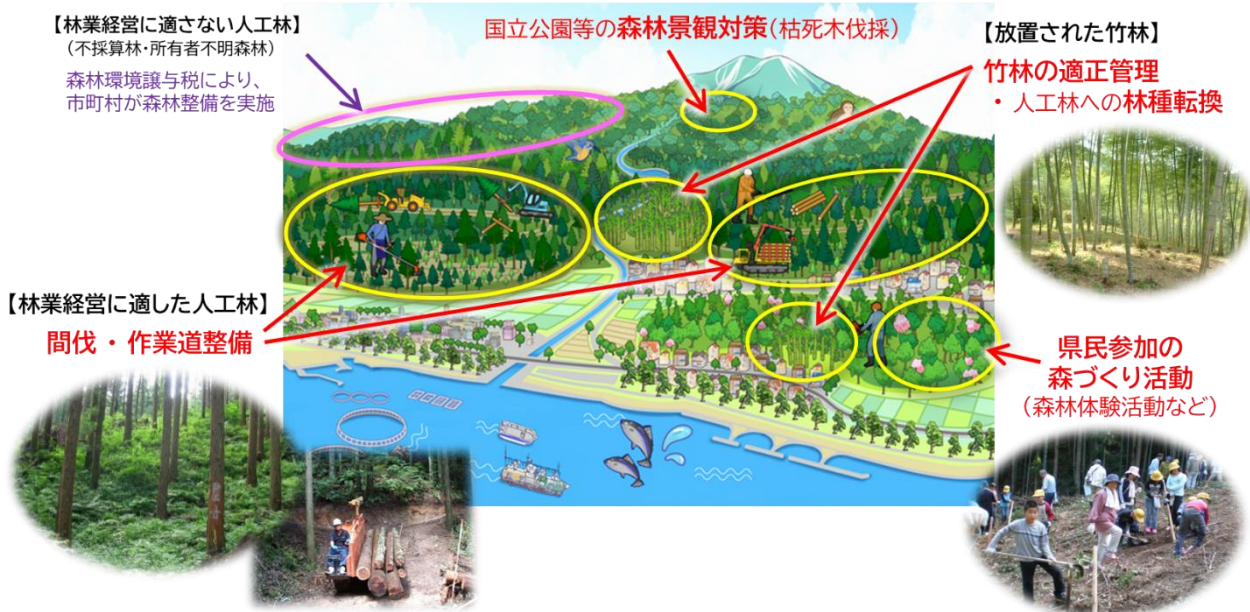 【林業経営に適さない人工林】
(不採算林・所有者不明森林)
森林環境譲与税により、
市町村が森林整備を実施
国立公園等の森林景観対策(枯死木伐採)
【放置された竹林】
竹林の適正管理
・人工林への林種転換
【林業経営に適した人工林】
間伐・作業道整備
県民参加の
森づくり活動
(森林体験活動など)